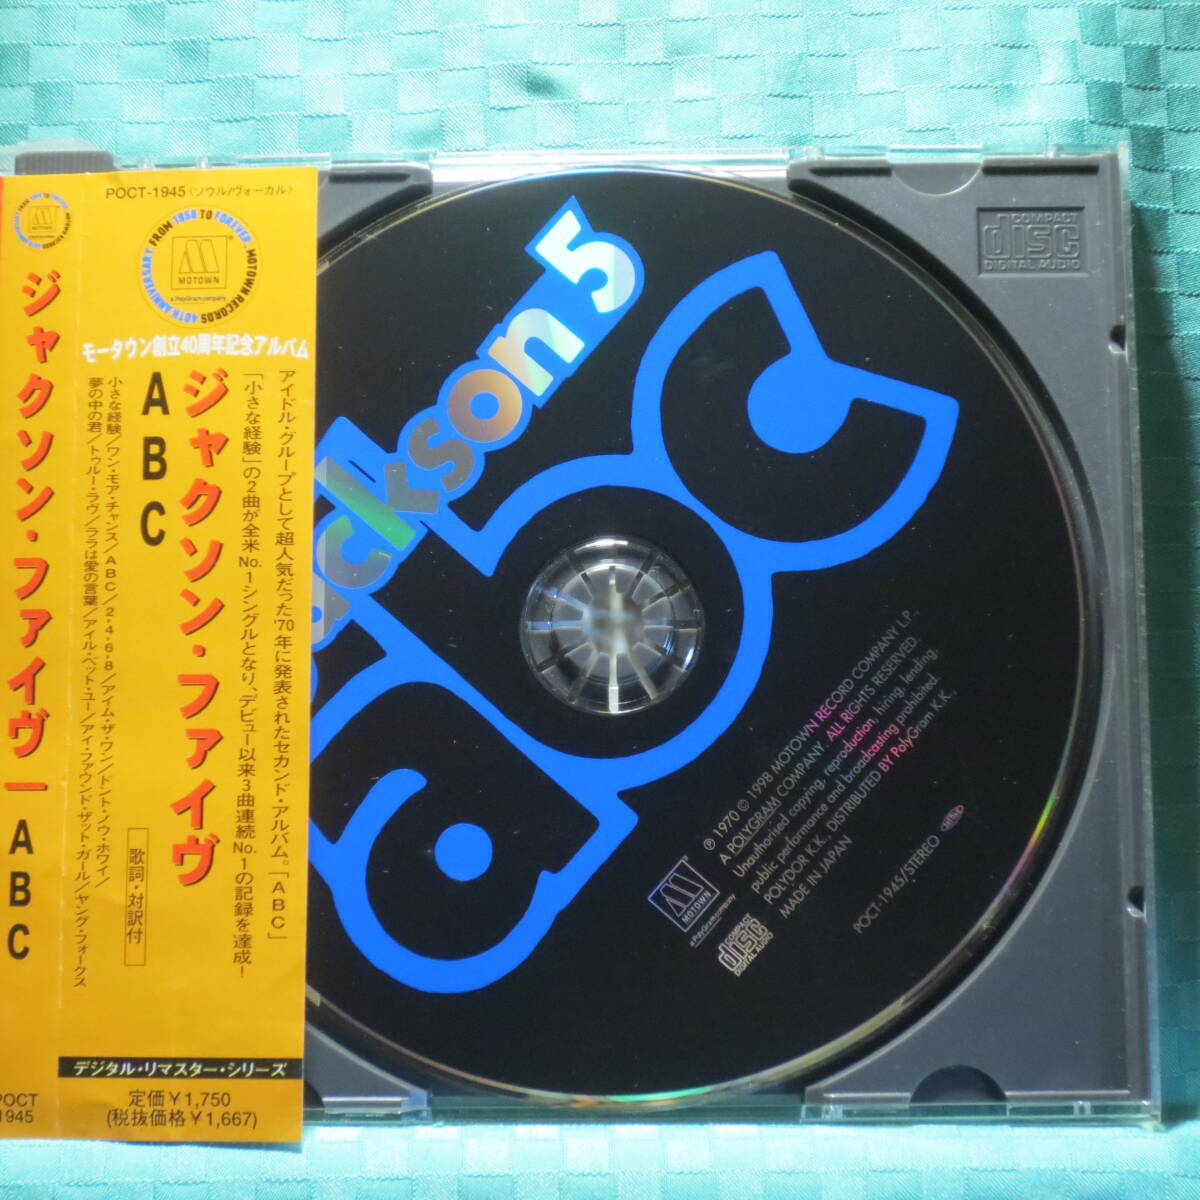 ジャクソン・ファイヴ ー ABC
POCT
1945
POCT-1945〈ソウル/ヴォーカル〉
40TH ANNIVERSARY FROM 1958 TO FOREVER. MOTOWN RECORDS
MOTOWN
a PolyGram company
モータウン創立40周年記念アルバム
ジャクソン・ファイヴ
ABC
アイドル・グループとして超人気だった'70年に発表されたセカンド・アルバム。「ABC」
「小さな経験」の2曲が全米No.1シングルとなり、デビュー以来3曲連続No.1の記録を達成!
小さな経験/ワン・モア・チャンス/ABC/2-4-6-8/アイム・ザ・ワン/ドント・ノウ・ホワイ/
夢の中の君/トゥルー・ラヴ/ララは愛の言葉/アイル・ベット・ユー/アイ・ファウンド・ザット・ガール/ヤング・フォークス
歌詞・対訳付
デジタル・リマスター・シリーズ
定価¥1,750
(税抜価格¥1,667)
ackson 5
abc
COMPACT
disc
DIGITAL AUDIO
℗ 1970 © 1998 MOTOWN RECORD COMPANY L.P.,
A POLYGRAM COMPANY. ALL RIGHTS RESERVED.
Unauthorised copying, reproduction, hiring, lending,
public performance and broadcasting prohibited.
POLYDOR K.K. DISTRIBUTED BY PolyGram K.K.,
MADE IN JAPAN
POCT-1945/STEREO
MOTOWN
a PolyGram company
COMPACT
disc
DIGITAL AUDIO